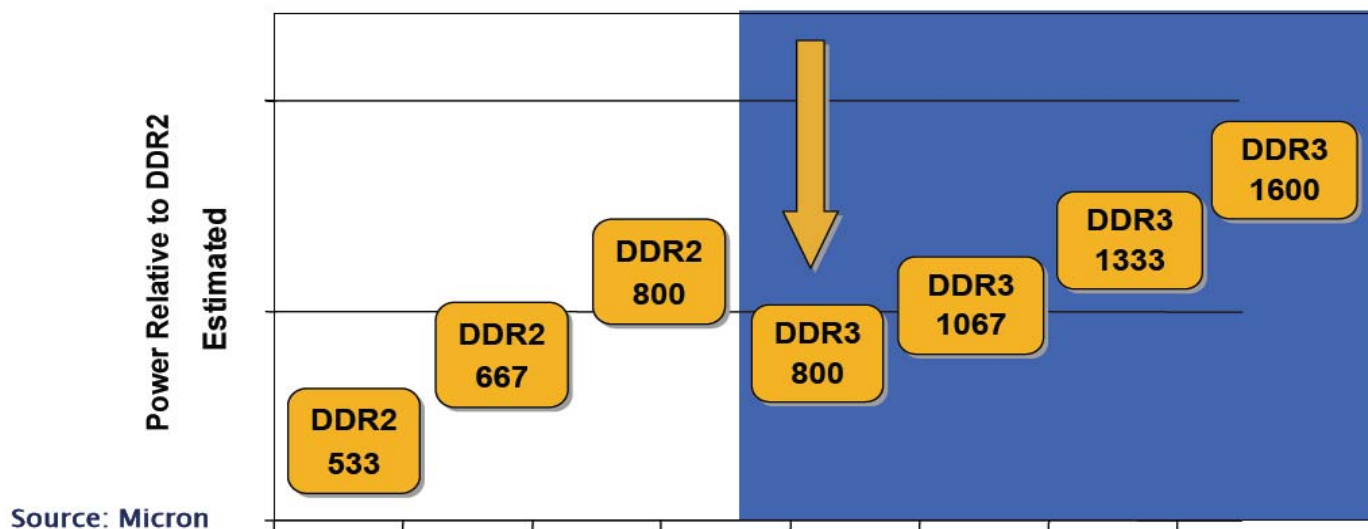 Power Relative to DDR2
Estimated
DDR2
533
DDR2
667
DDR2
800
DDR3
800
DDR3
1067
DDR3
1333
DDR3
1600
Source: Micron